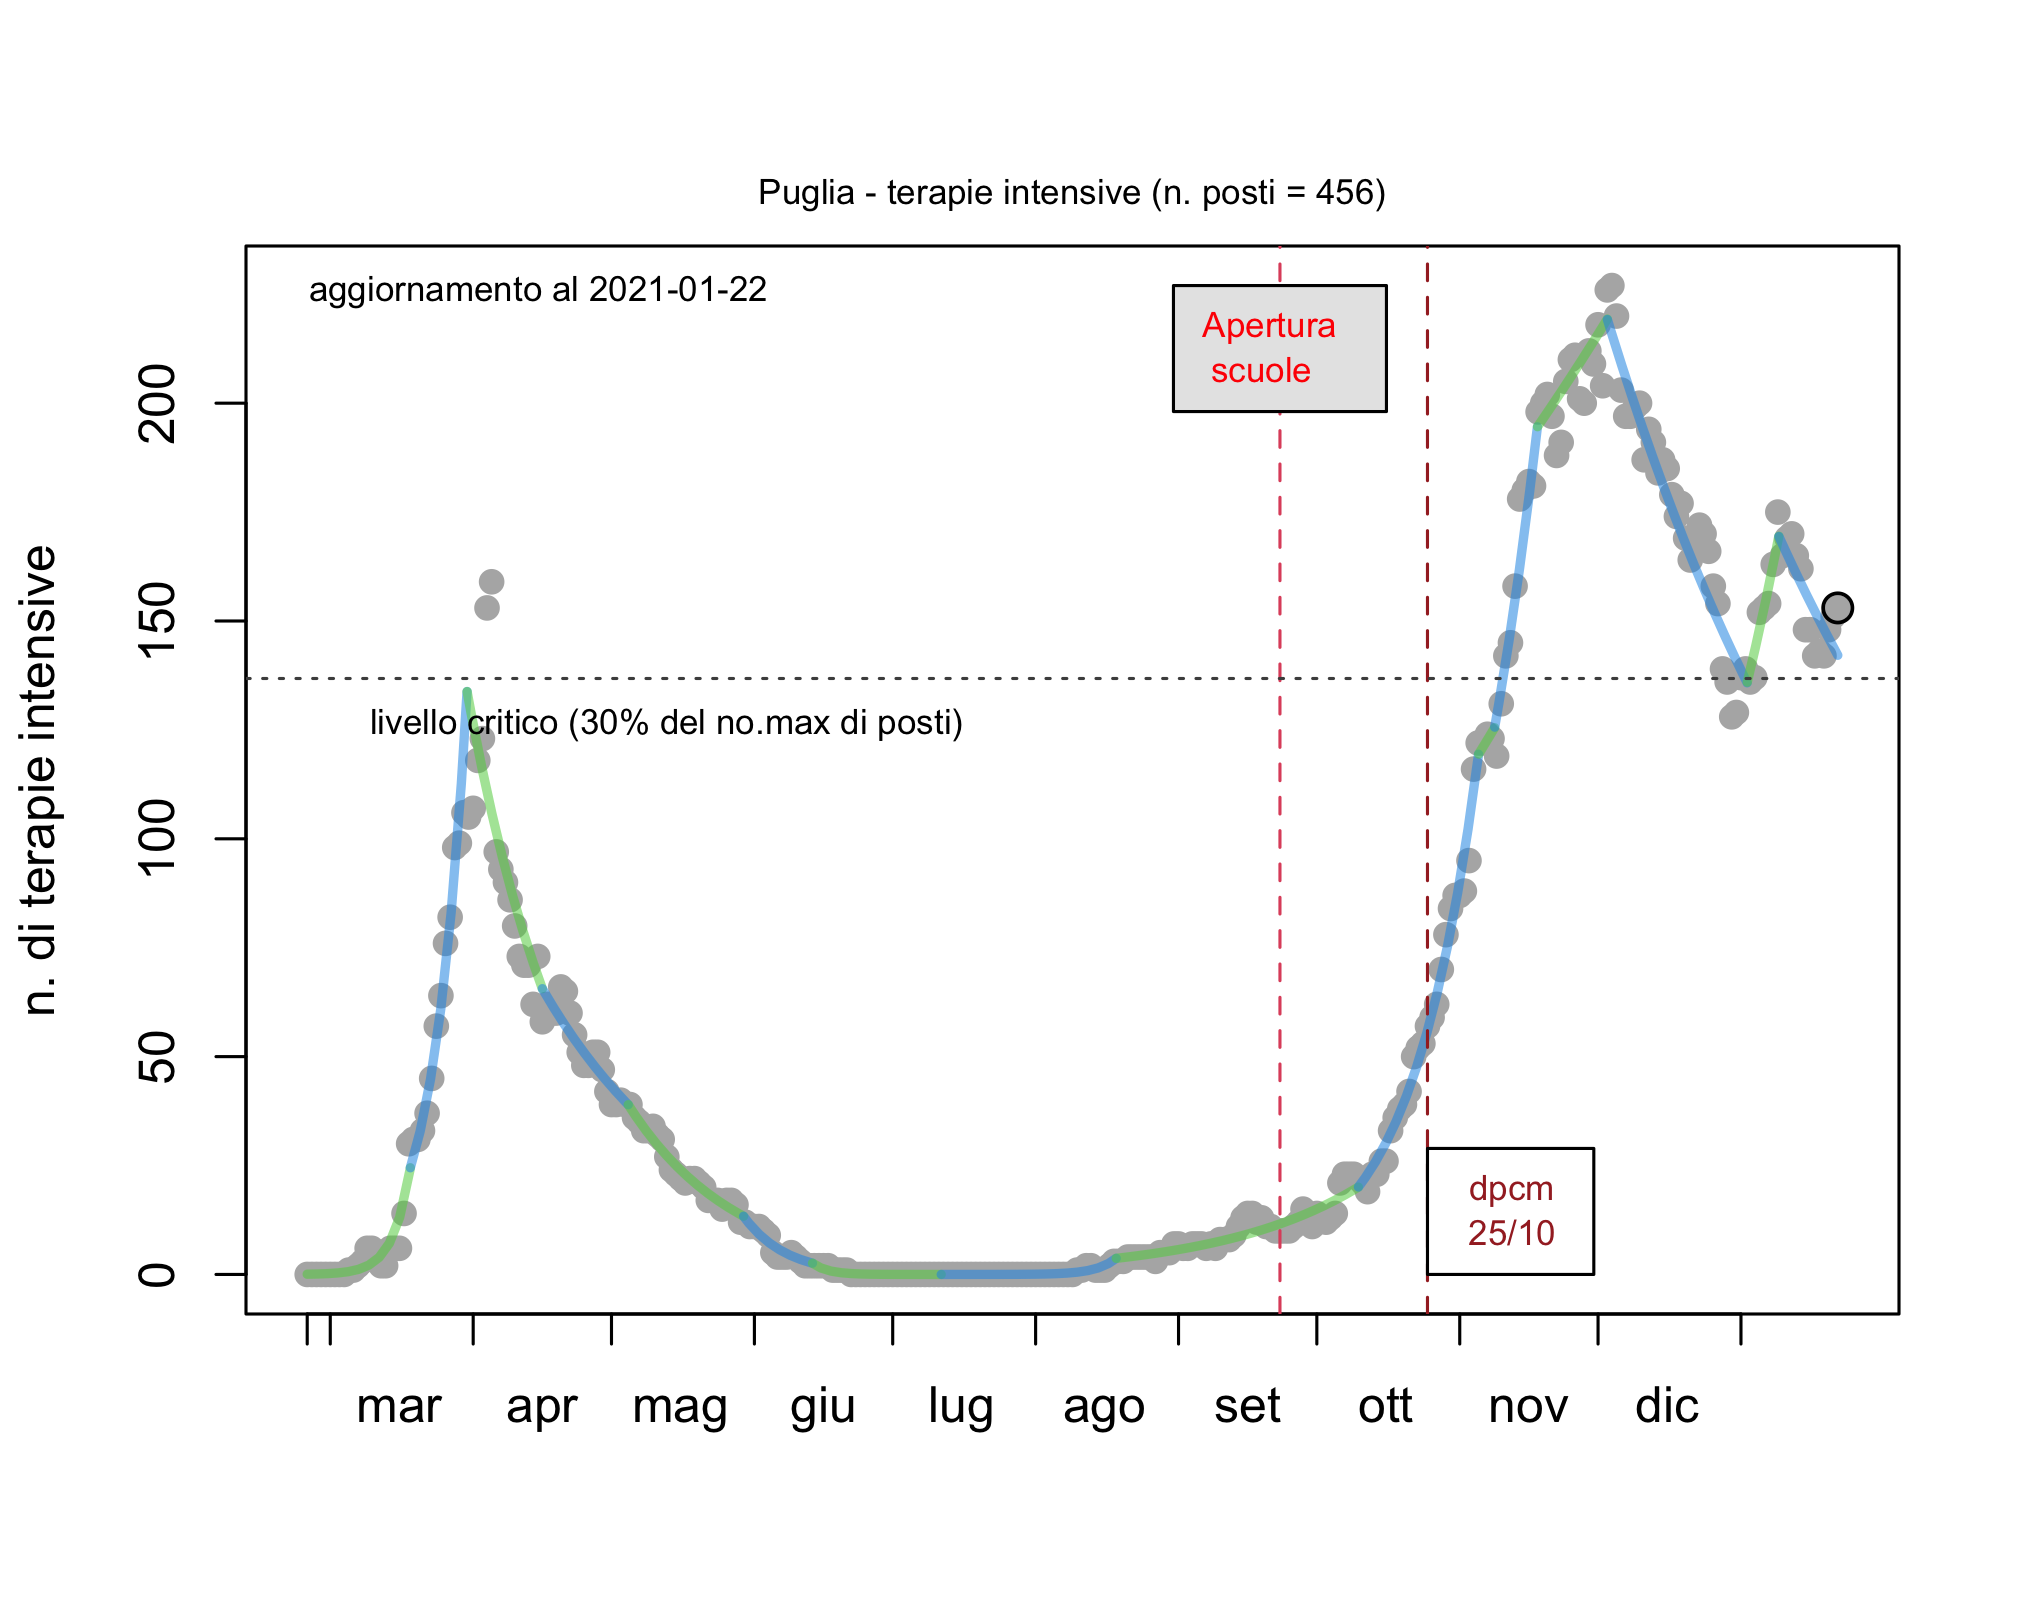 Puglia - terapie intensive (n. posti = 456)
aggiornamento al 2021-01-22
Apertura
scuole
livello critico (30% del no.max di posti)
dpcm
25/10
n. di terapie intensive
200
150
100
50
0
mar apr mag giu lug ago set ott nov dic